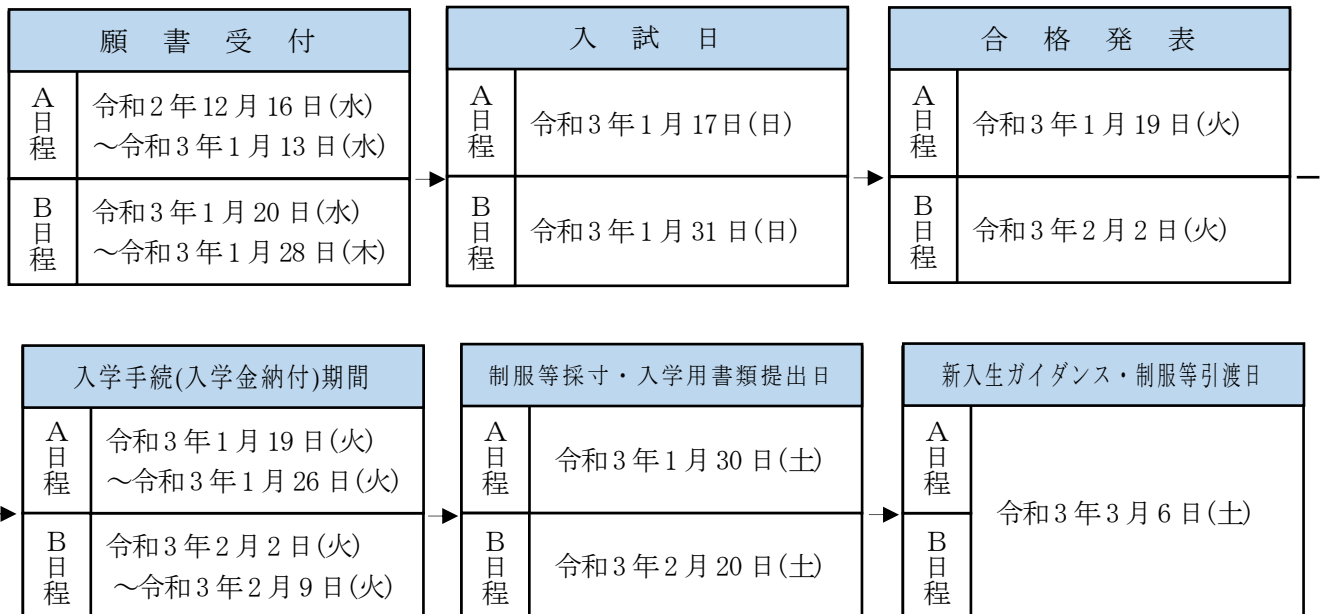 願書受付
A日程
令和2年12月16日(水)
～令和3年1月13日(水)
B日程
令和3年1月20日(水)
～令和3年1月28日(木)
入試日
A日程
令和3年1月17日(日)
B日程
令和3年1月31日(日)
合格発表
A日程
令和3年1月19日(火)
B日程
令和3年2月2日(火)
入学手続(入学金納付)期間
A日程
令和3年1月19日(火)
～令和3年1月26日(火)
B日程
令和3年2月2日(火)
～令和3年2月9日(火)
制服等採寸・入学用書類提出日
A日程
令和3年1月30日(土)
B日程
令和3年2月20日(土)
新入生ガイダンス・制服等引渡日
A日程
B日程
令和3年3月6日(土)